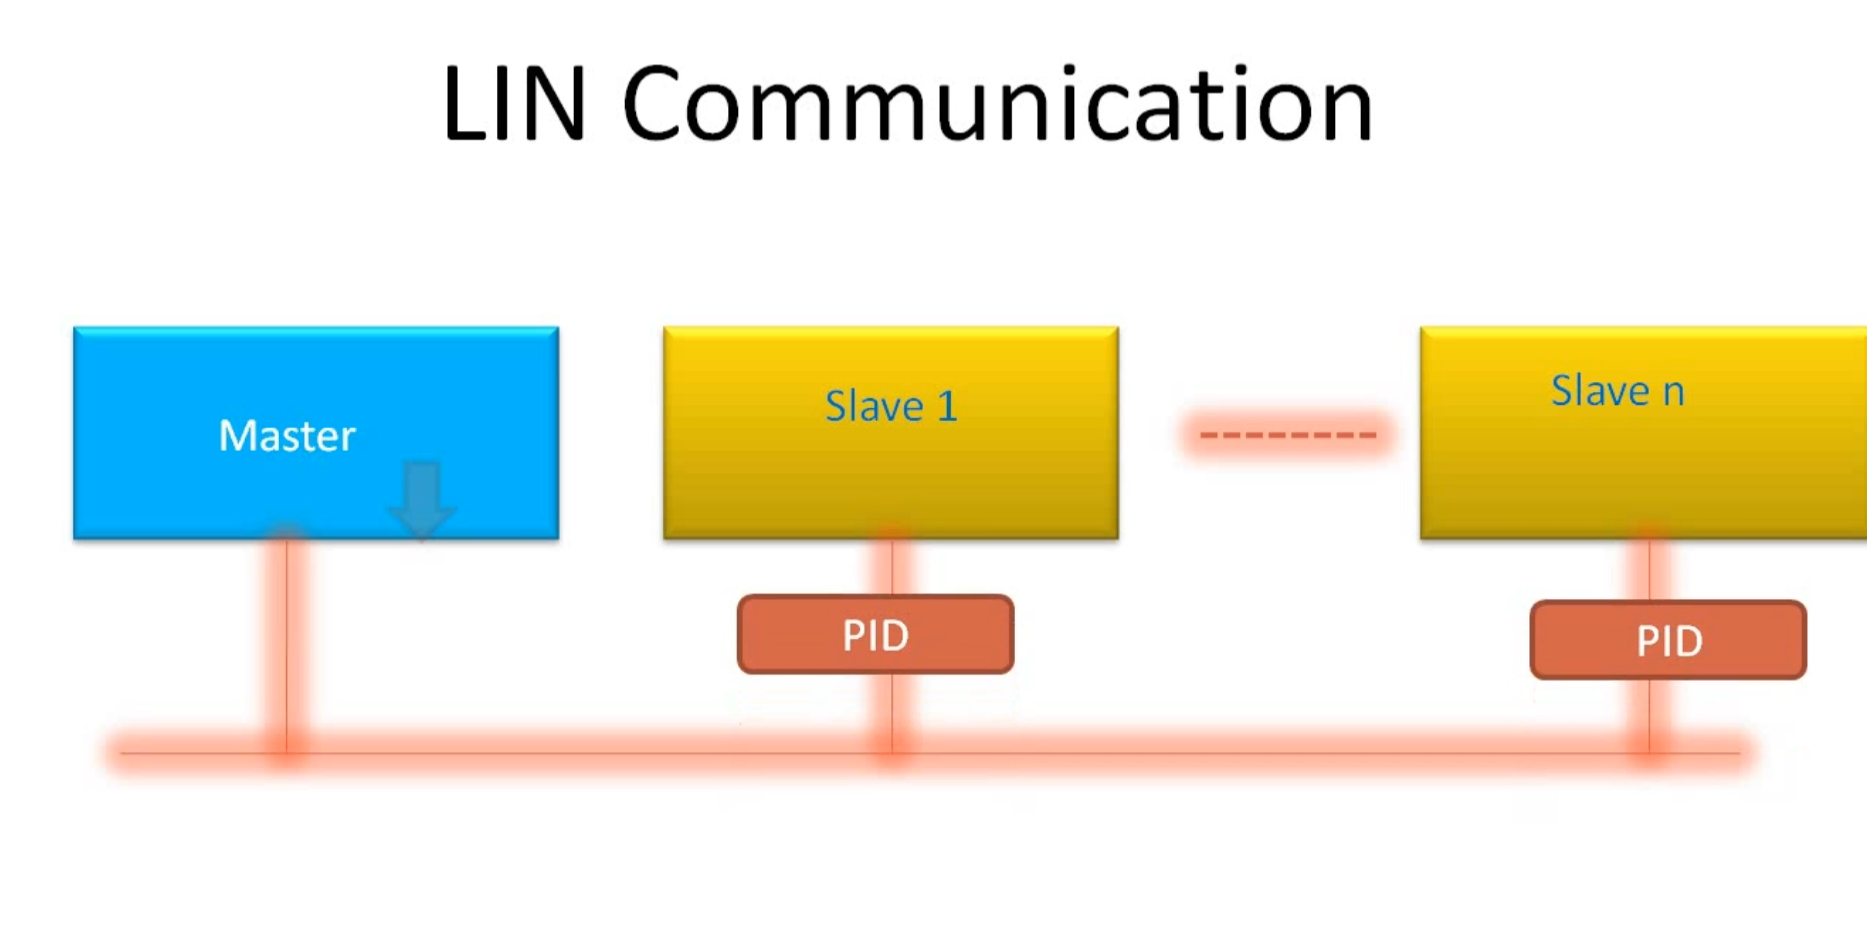 LIN Communication
Master
Slave 1
Slave n
PID
PID